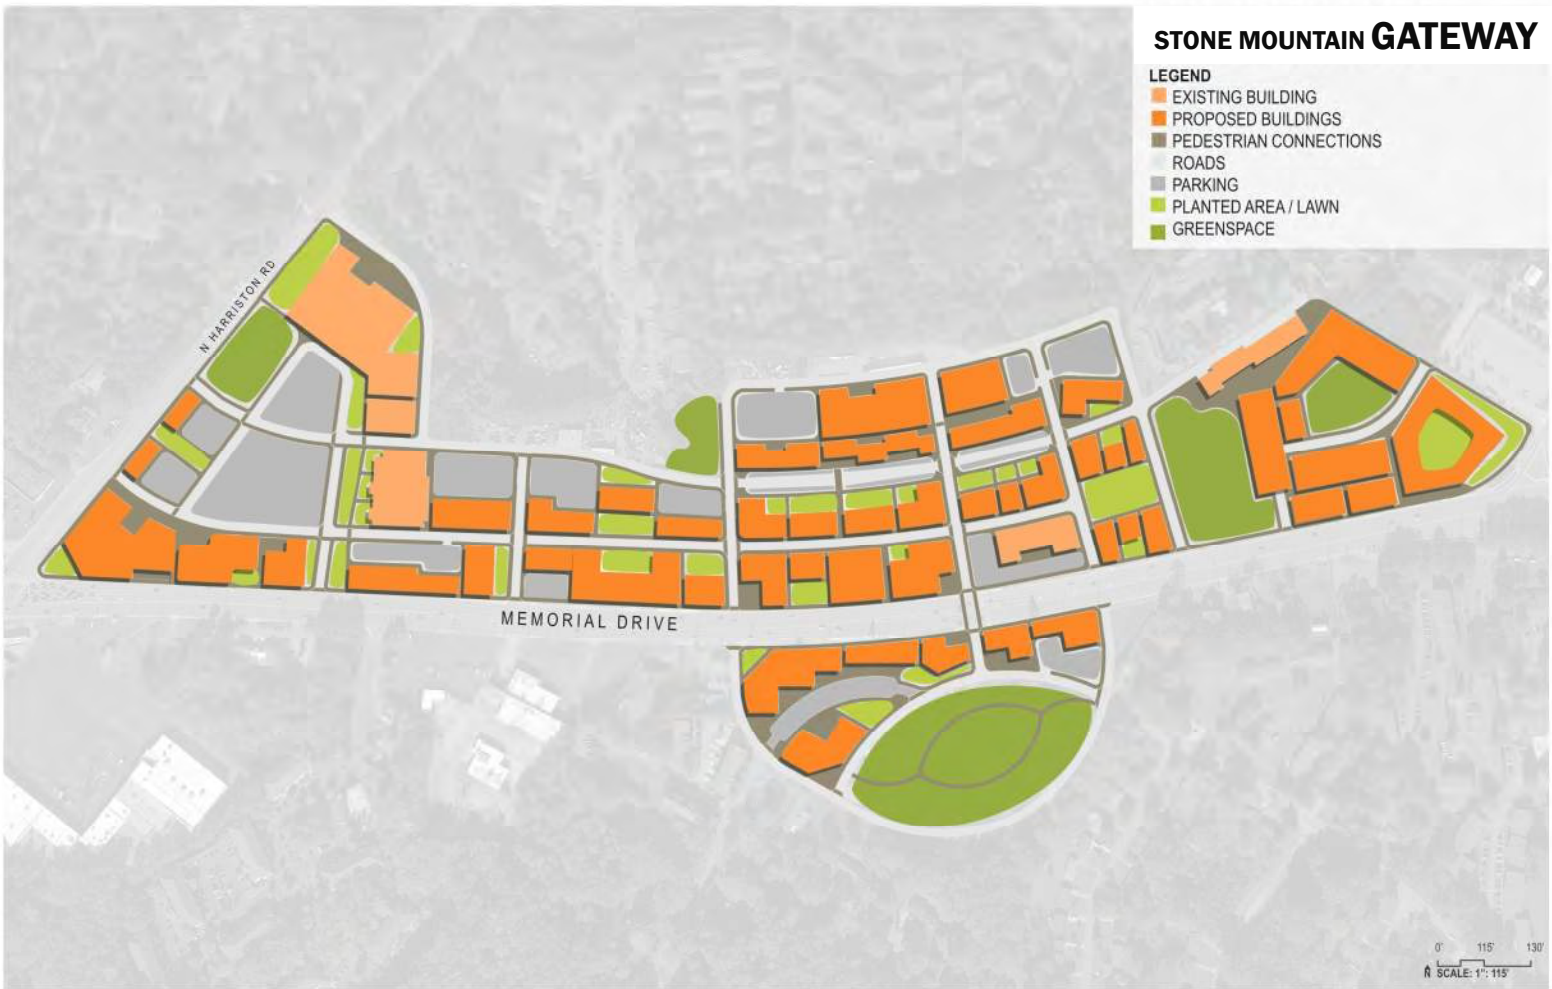 STONE MOUNTAIN GATEWAY
LEGEND
EXISTING BUILDING
PROPOSED BUILDINGS
PEDESTRIAN CONNECTIONS
ROADS
PARKING
PLANTED AREA / LAWN
GREENSPACE
N HARRISTON RD
MEMORIAL DRIVE
0' 115' 130'
N SCALE: 1": 115'